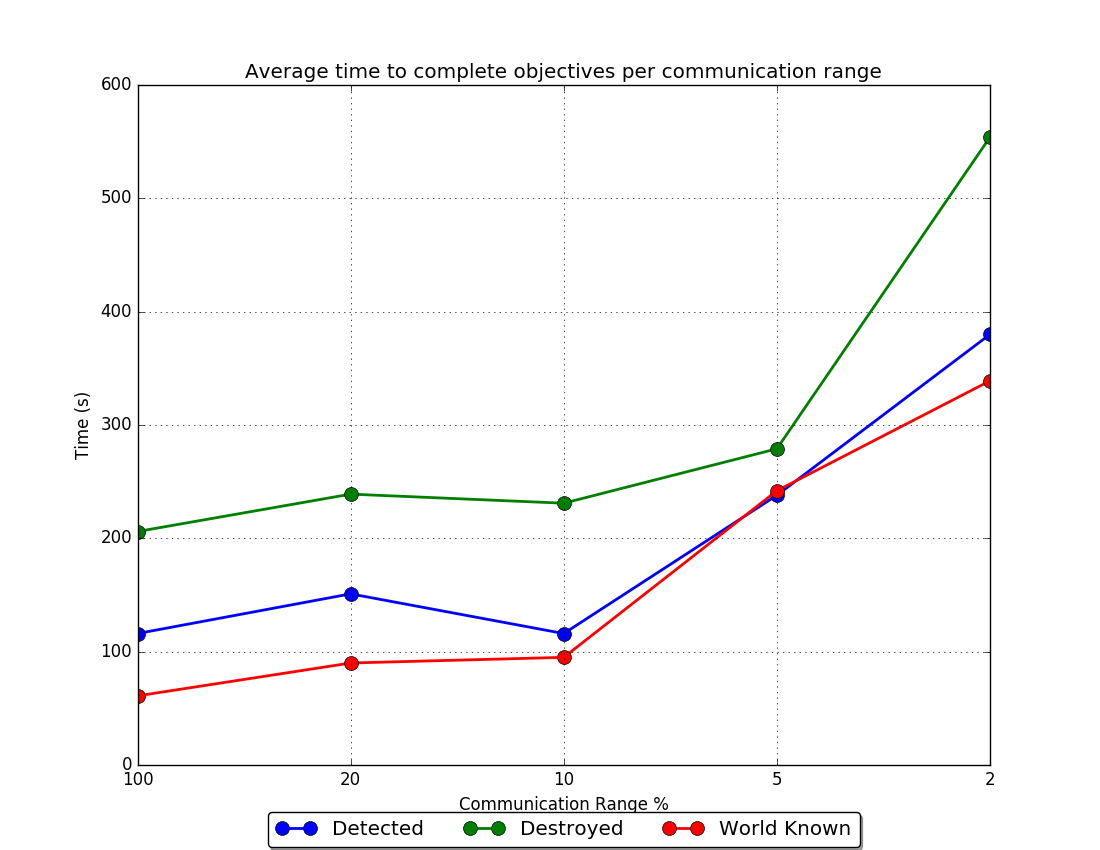 Average time to complete objectives per communication range
600
500
400
300
200
100
0
Time (s)
100 20 10 5 2
Communication Range %
Detected Destroyed World Known